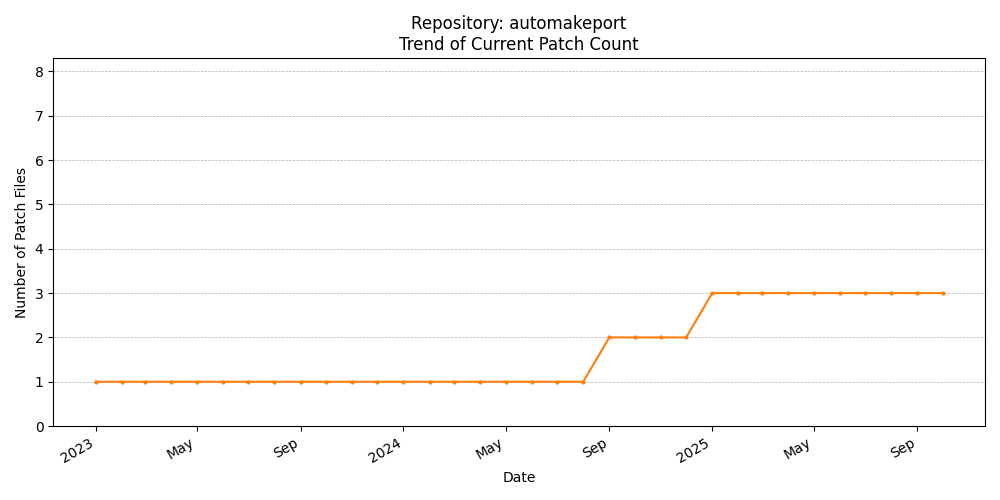 Repository: automakeport
Trend of Current Patch Count
8
7
6
5
4
3
2
1
0
Number of Patch Files
2023
May
Sep
2024
May
Sep
2025
May
Sep
Date